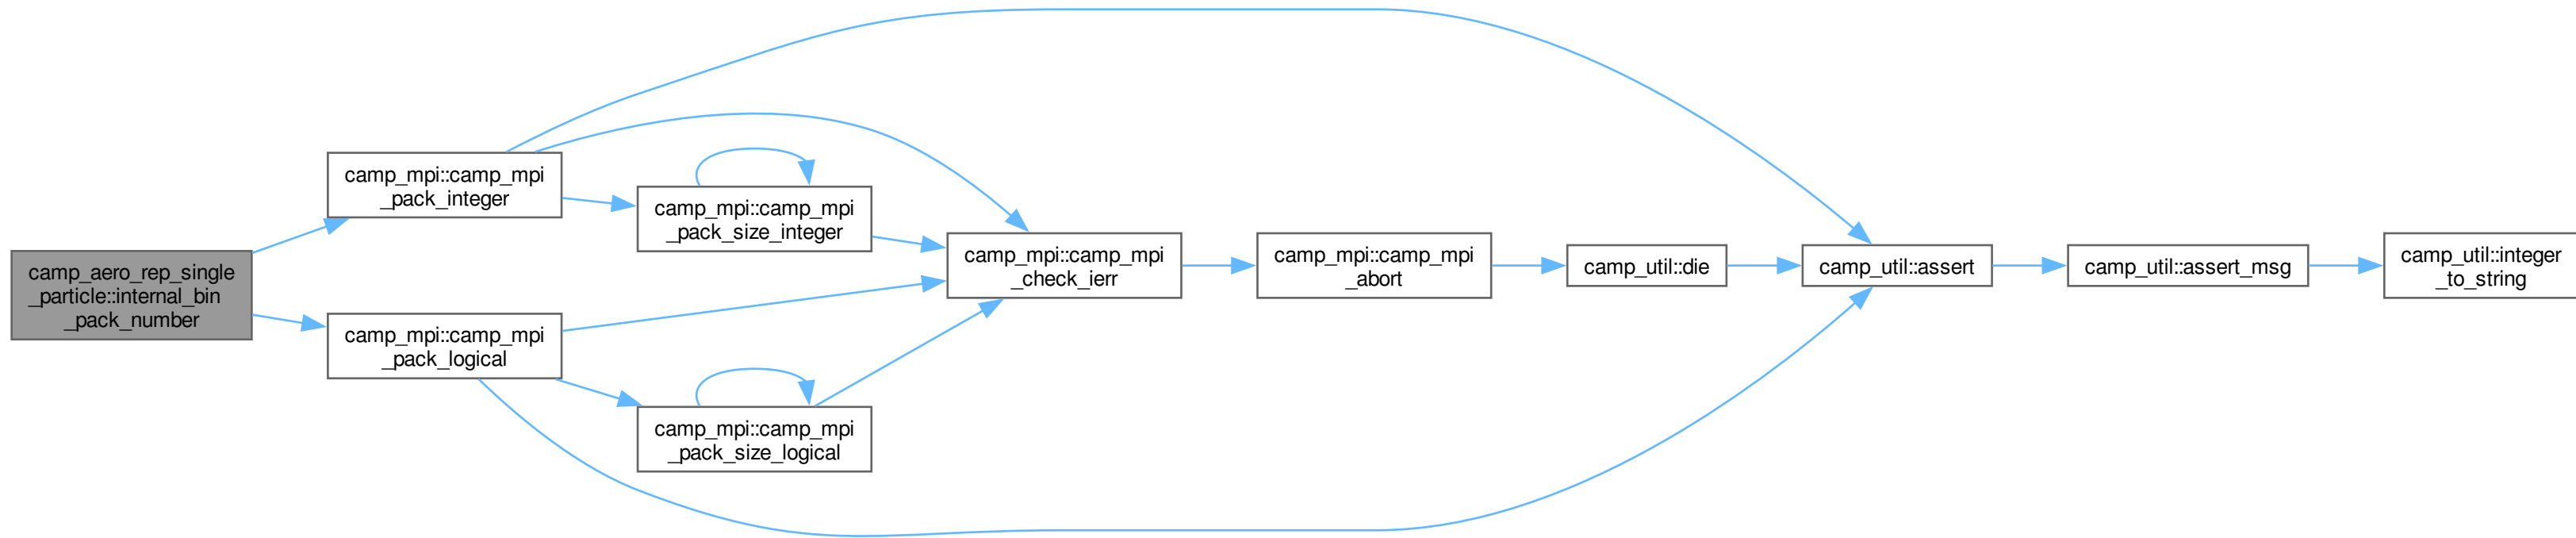 camp_aero_rep_single
_particle::internal_bin
_pack_number
camp_mpi::camp_mpi
_pack_integer
camp_mpi::camp_mpi
_pack_logical
camp_mpi::camp_mpi
_pack_size_integer
camp_mpi::camp_mpi
_pack_size_logical
camp_mpi::camp_mpi
_check_ierr
camp_mpi::camp_mpi
_abort
camp_util::die
camp_util::assert
camp_util::assert_msg
camp_util::integer
_to_string